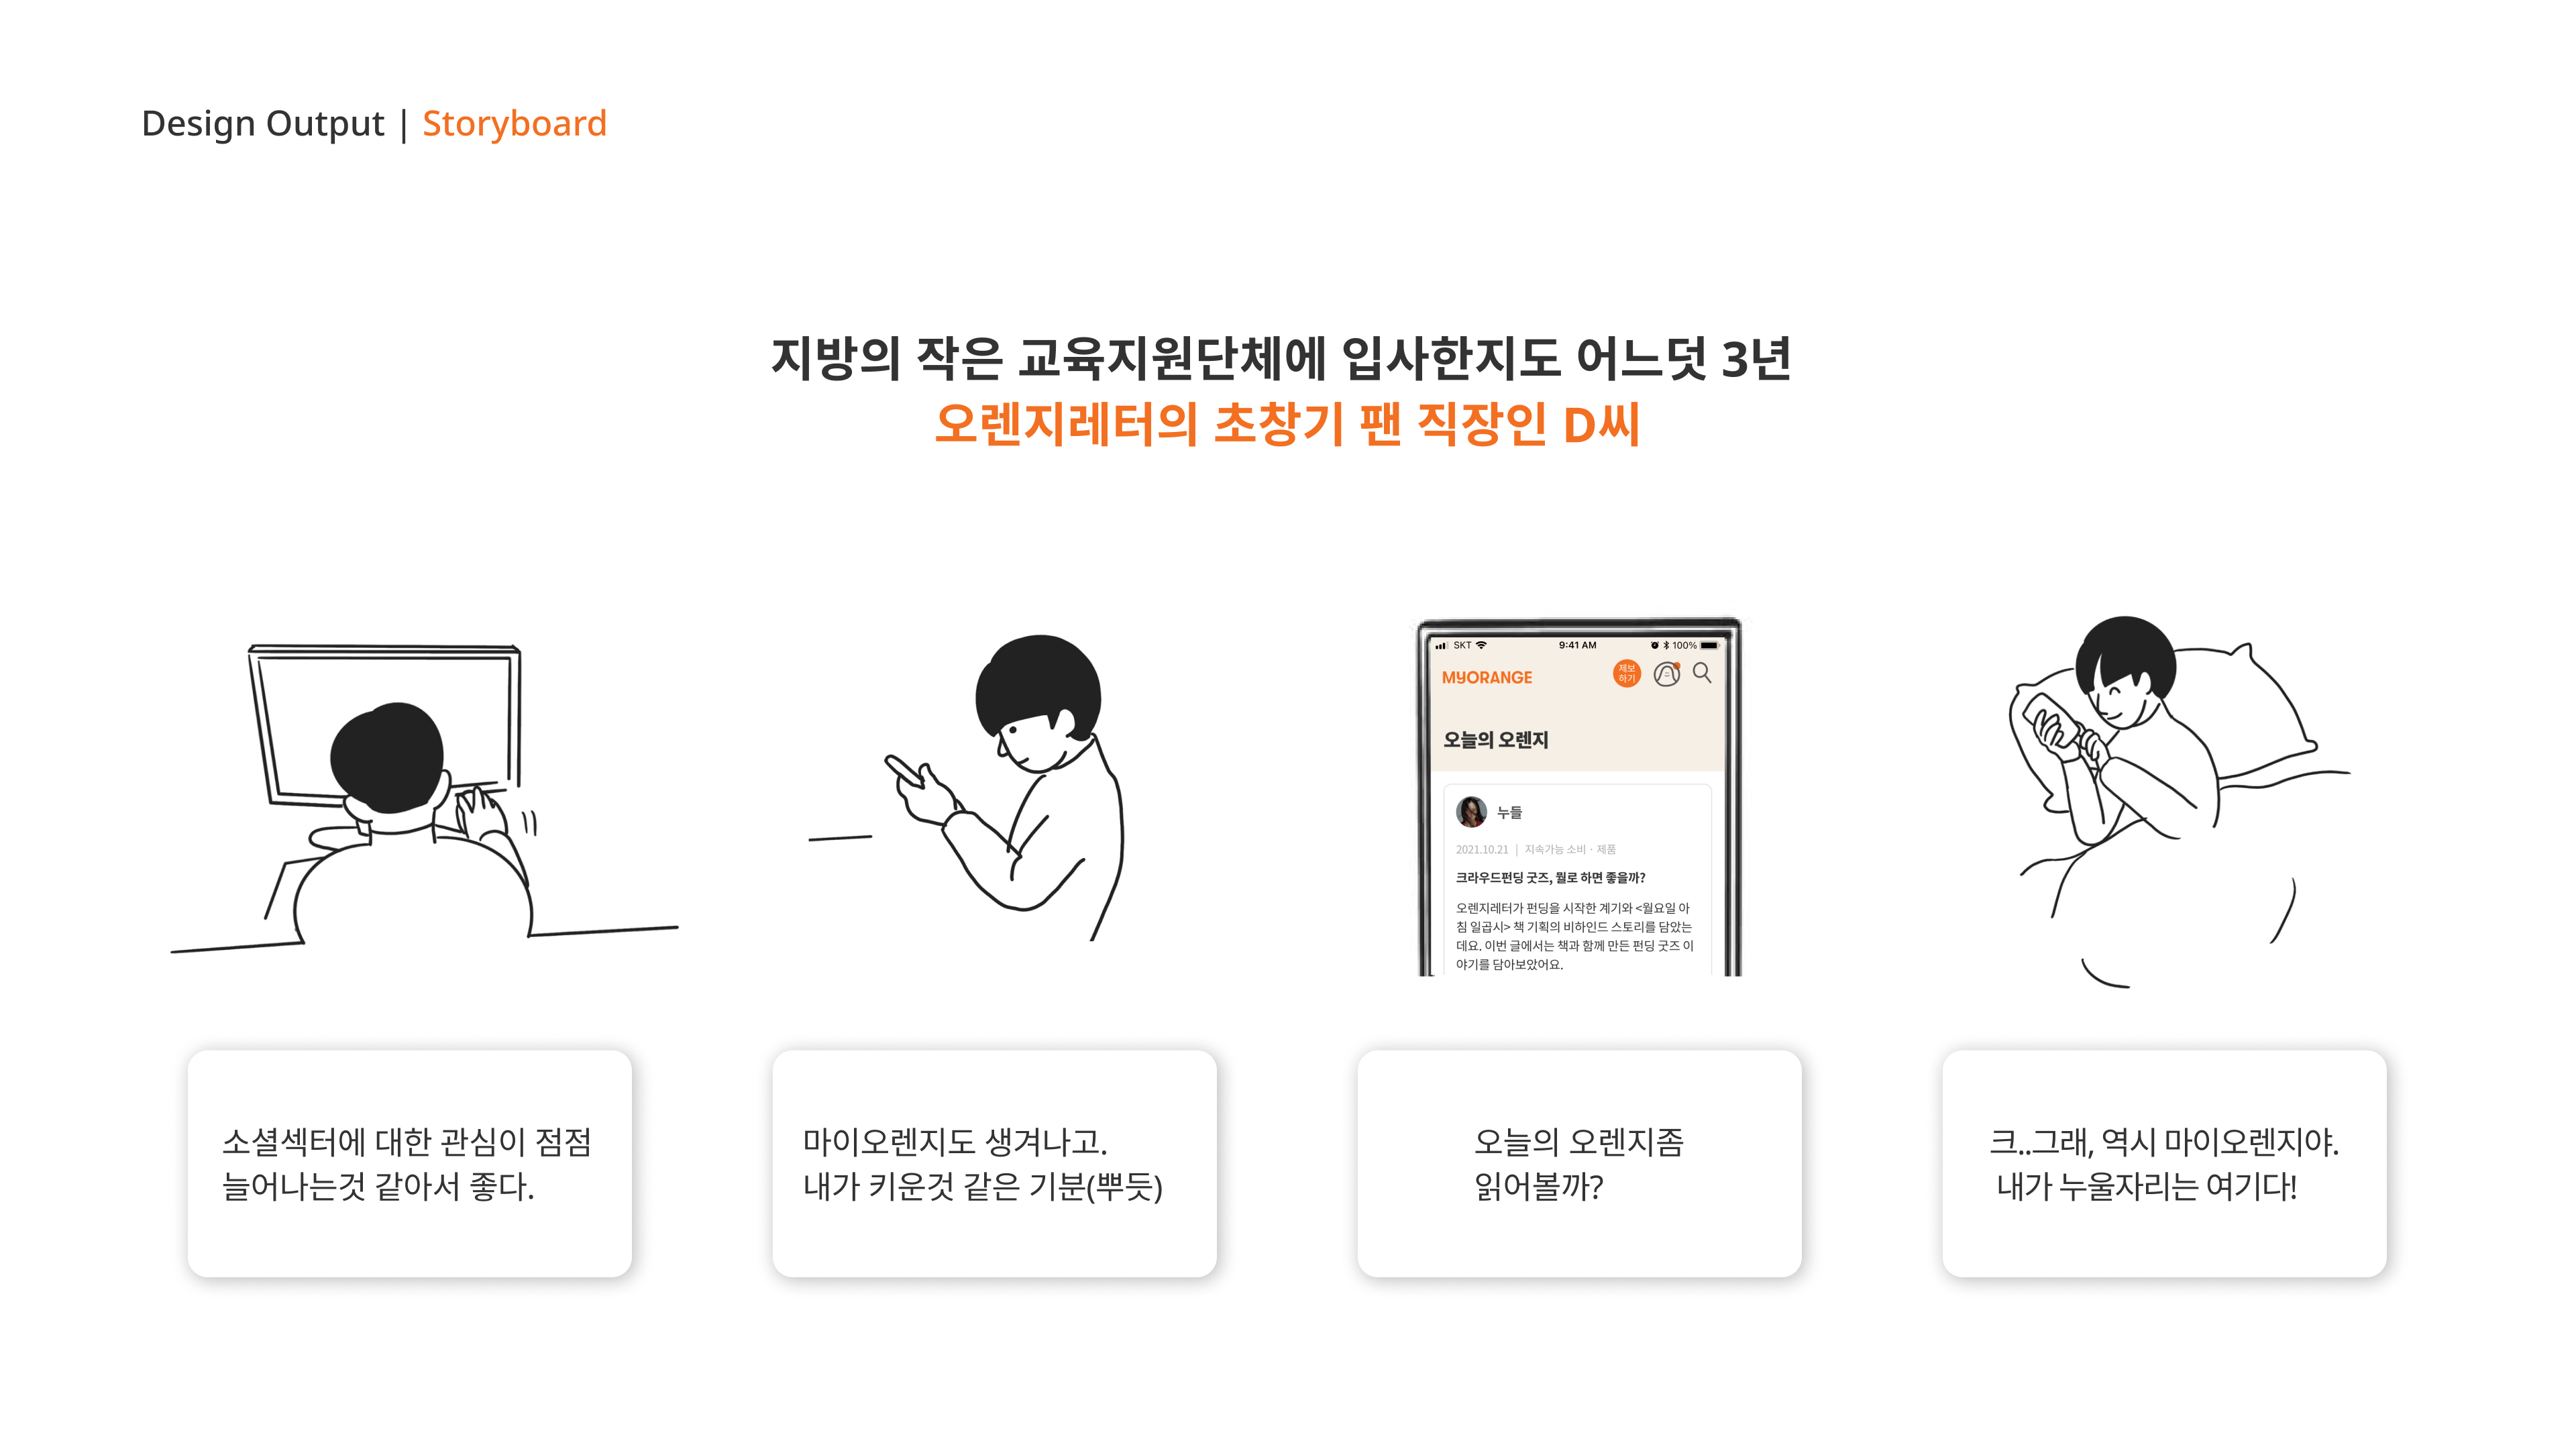 Design Output | Storyboard
지방의 작은 교육지원단체에 입사한지도 어느덧 3년
오렌지레터의 초창기 팬 직장인 D씨
SKT 9:41 AM 100%
MYORANGE
제보
하기
오늘의 오렌지
누들
2021.10.21 | 지속가능 소비 · 제품
크라우드펀딩 굿즈, 뭘로 하면 좋을까?
오렌지레터가 펀딩을 시작한 계기와 <월요일 아
침 일곱시> 책 기획의 비하인드 스토리를 담았는
데요. 이번 글에서는 책과 함께 만든 펀딩 굿즈 이
야기를 담아보았어요.
소셜섹터에 대한 관심이 점점
늘어나는것 같아서 좋다.
마이오렌지도 생겨나고.
내가 키운것 같은 기분(뿌듯)
오늘의 오렌지좀
읽어볼까?
크..그래, 역시 마이오렌지야.
내가 누울자리는 여기다!